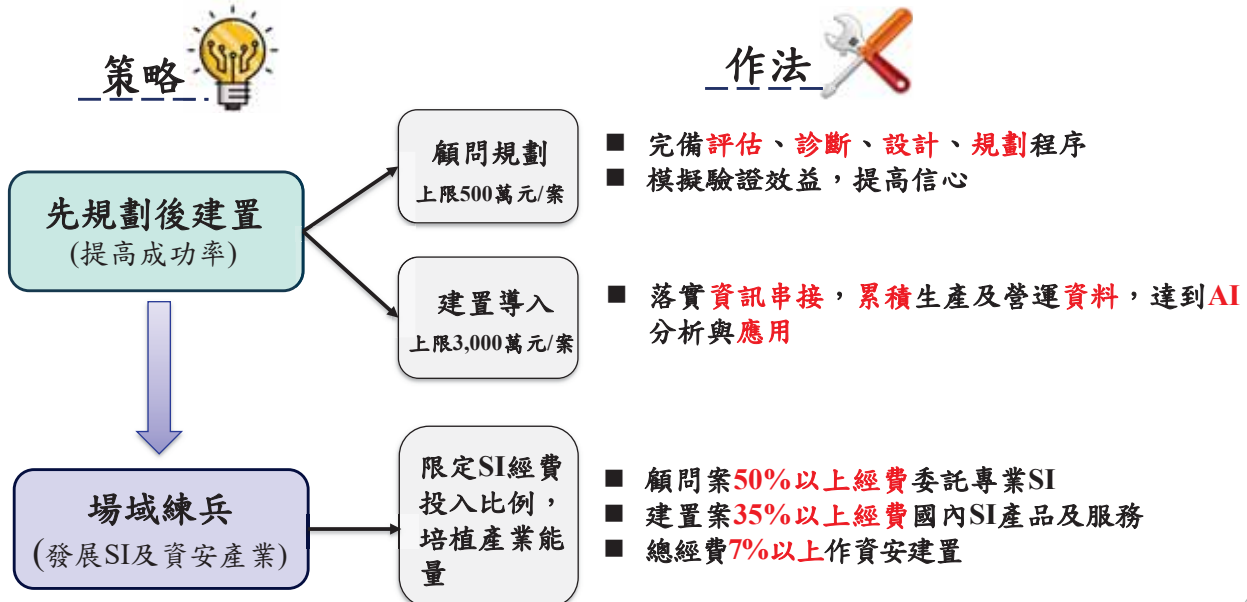 策略
作法
先規劃後建置
(提高成功率)
顧問規劃
上限500萬元/案
■ 完備評估、診斷、設計、規劃程序
■ 模擬驗證效益，提高信心
建置導入
上限3,000萬元/案
■ 落實資訊串接，累積生產及營運資料，達到AI
分析與應用
場域練兵
(發展SI及資安產業)
限定SI經費
投入比例，
培植產業能
量
■ 顧問案50%以上經費委託專業SI
■ 建置案35%以上經費國內SI產品及服務
■ 總經費7%以上作資安建置